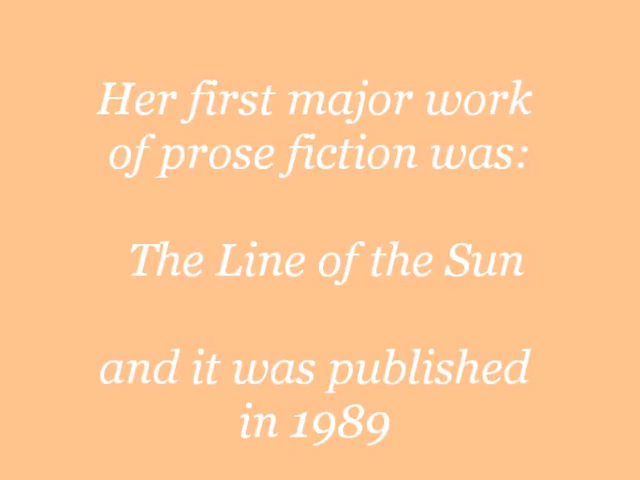 Her first major work
of prose fiction was:
The Line of the Sun
and it was published
in 1989